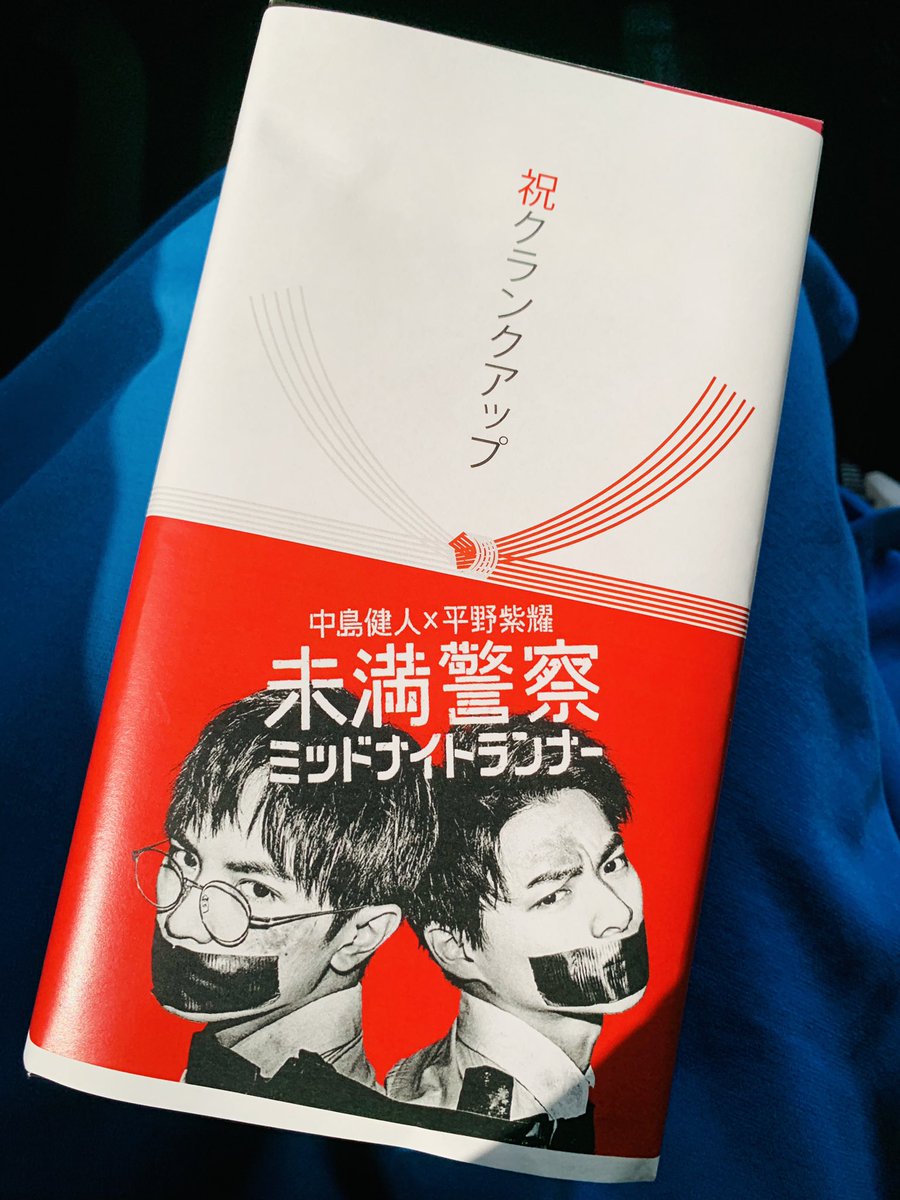 祝クランクアップ
中島健人×平野紫耀
未満警察
ミッドナイトランナー